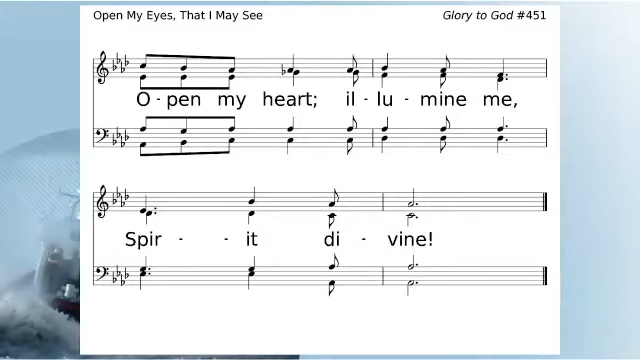 Open My Eyes, That I May See
Glory to God #451
O - pen my heart; il - lu - mine me,
Spir - - it di - vine!